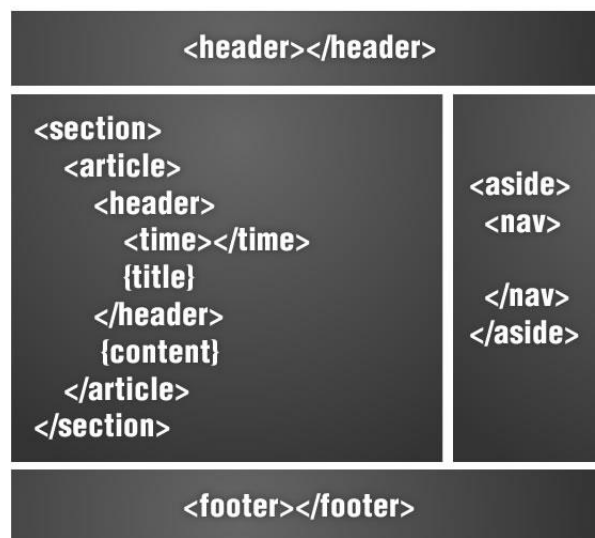 <header></header>
<section>
<article>
<header>
<time></time>
{title}
</header>
{content}
</article>
</section>
<aside>
<nav>
</nav>
</aside>
<footer></footer>